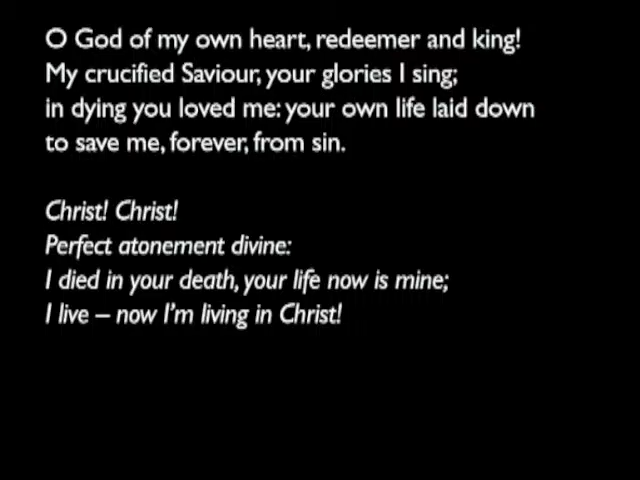 O God of my own heart, redeemer and king!
My crucified Saviour, your glories I sing;
in dying you loved me: your own life laid down
to save me, forever, from sin.
Christ! Christ!
Perfect atonement divine:
I died in your death, your life now is mine;
I live – now I'm living in Christ!